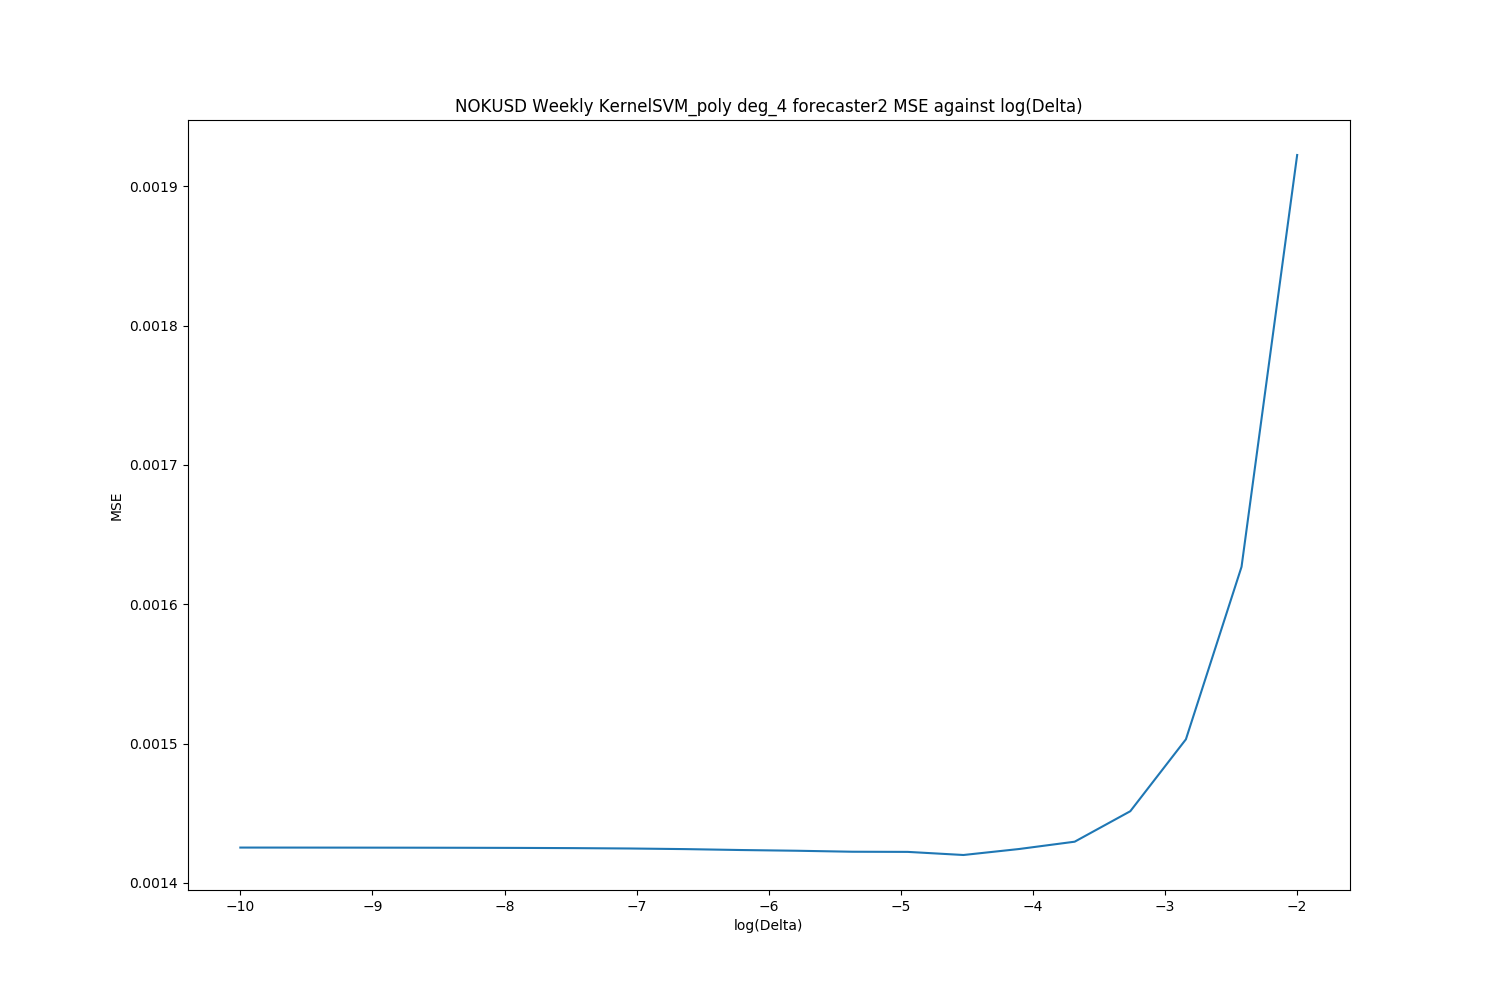 NOKUSD Weekly KernelSVM_poly deg_4 forecaster2 MSE against log(Delta)
0.0019
0.0018
0.0017
0.0016
0.0015
0.0014
MSE
−10 −9 −8 −7 −6 −5 −4 −3 −2
log(Delta)